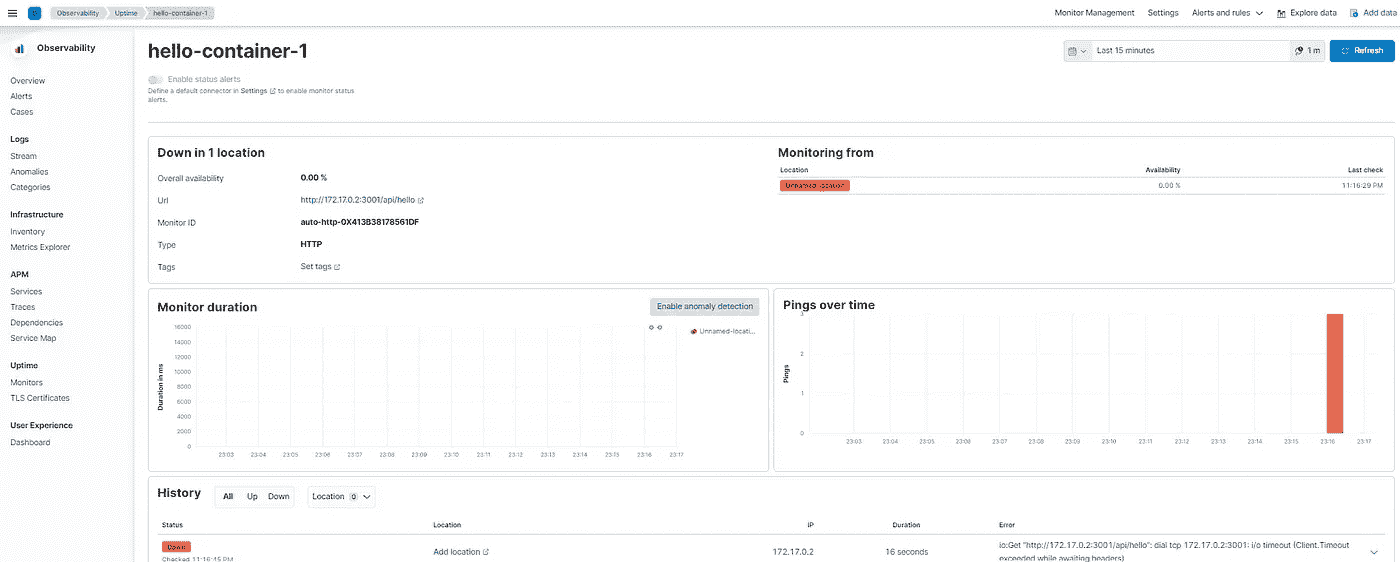 Observability
Uptime
hello-container-1
Monitor Management
Settings
Alerts and rules
Explore data
Add data
Observability
Overview
Alerts
Cases
Logs
Stream
Anomalies
Categories
Infrastructure
Inventory
Metrics Explorer
APM
Services
Traces
Dependencies
Service Map
Uptime
Monitors
TLS Certificates
User Experience
Dashboard
hello-container-1
Last 15 minutes
1 m
Refresh
Enable status alerts
Define a default connector in Settings to enable monitor status
alerts.
Down in 1 location
Overall availability 0.00 %
Url http://172.17.0.2:3001/api/hello
Monitor ID auto-http-0X413B38178561DF
Type HTTP
Tags Set tags
Monitoring from
Location Availability Last check
Unnamed-location 0.00 % 11:16:29 PM
Monitor duration
Enable anomaly detection
Unnamed-locati...
Duration in ms
16000
14000
12000
10000
8000
6000
4000
2000
0
23:03 23:04 23:05 23:06 23:07 23:08 23:09 23:10 23:11 23:12 23:13 23:14 23:15 23:16 23:17
Pings over time
Pings
3
2
1
0
23:03 23:04 23:05 23:06 23:07 23:08 23:09 23:10 23:11 23:12 23:13 23:14 23:15 23:16 23:17
History
All Up Down
Location 0
Status Location IP Duration Error
Down
Checked 11:16:45 PM
Add location
172.17.0.2
16 seconds
io:Get "http://172.17.0.2:3001/api/hello": dial tcp 172.17.0.2:3001: i/o timeout (Client.Timeout
exceeded while awaiting headers)